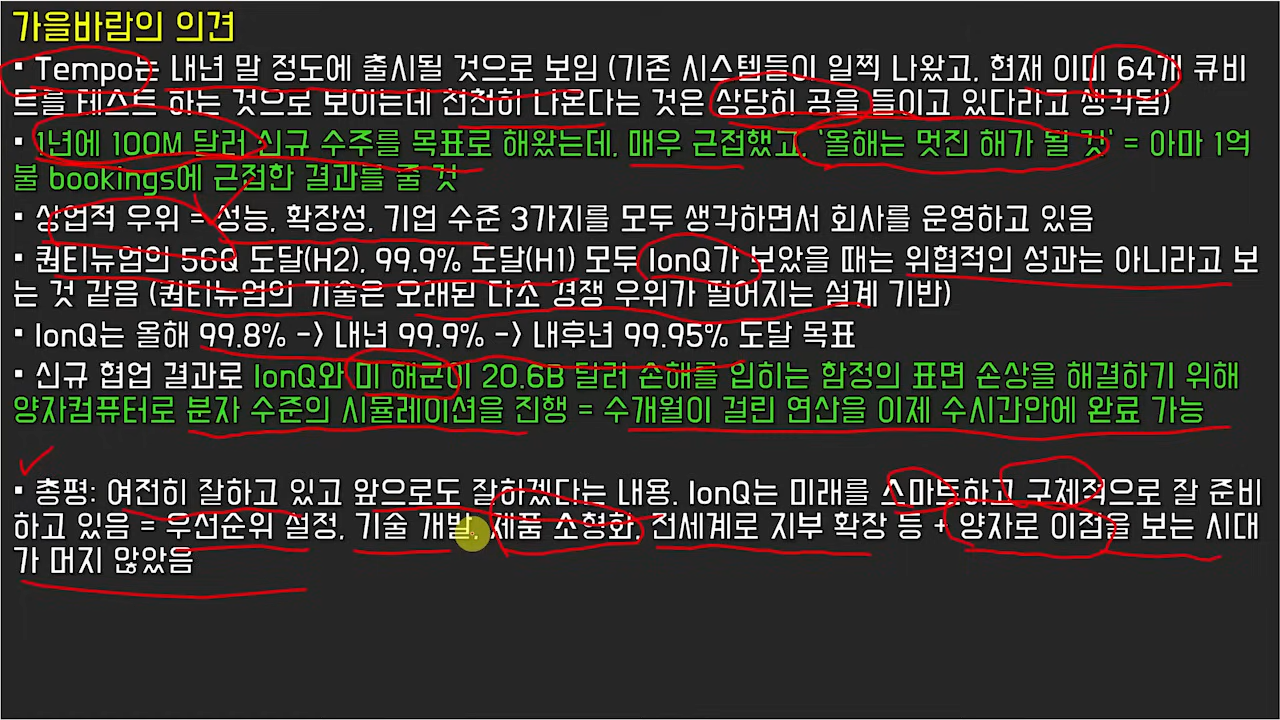 가을바람의 의견
▪ Tempo는 내년 말 정도에 출시될 것으로 보임 (기존 시스템들이 일찍 나왔고, 현재 이미 64개 큐비
트를 테스트 하는 것으로 보이는데 천천히 나온다는 것은 상당히 공을 들이고 있다라고 생각됨)
▪ 1년에 100M 달러 신규 수주를 목표로 해왔는데, 매우 근접했고, '올해는 멋진 해가 될 것' = 아마 1억
불 bookings에 근접한 결과를 줄 것
▪ 상업적 우위 = 성능, 확장성, 기업 수준 3가지를 모두 생각하면서 회사를 운영하고 있음
▪ 퀀티뉴엄의 56Q 도달(H2), 99.9% 도달(H1) 모두 IonQ가 보았을 때는 위협적인 성과는 아니라고 보
는 것 같음 (퀀티뉴엄의 기술은 오래된 다소 경쟁 우위가 떨어지는 설계 기반)
▪ IonQ는 올해 99.8% -> 내년 99.9% -> 내후년 99.95% 도달 목표
▪ 신규 협업 결과로 IonQ와 미 해군이 20.6B 달러 손해를 입히는 함정의 표면 손상을 해결하기 위해
양자컴퓨터로 분자 수준의 시뮬레이션을 진행 = 수개월이 걸린 연산을 이제 수시간안에 완료 가능
▪ 총평: 여전히 잘하고 있고 앞으로도 잘하겠다는 내용. IonQ는 미래를 스마트하고 구체적으로 잘 준비
하고 있음 = 우선순위 설정, 기술 개발, 제품 소형화, 전세계로 지부 확장 등 + 양자로 이점을 보는 시대
가 머지 않았음